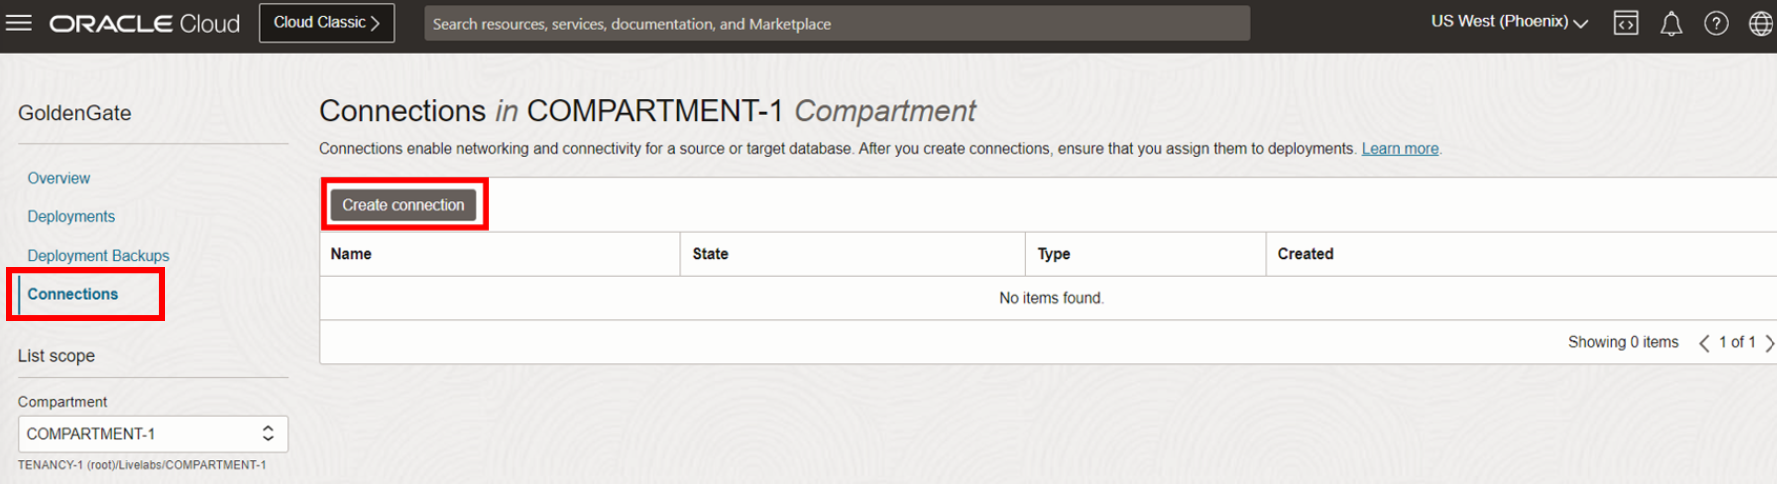 ORACLE Cloud
Cloud Classic
Search resources, services, documentation, and Marketplace
US West (Phoenix)
GoldenGate
Overview
Deployments
Deployment Backups
Connections
List scope
Compartment
COMPARTMENT-1
TENANCY-1 (root)/Livelabs/COMPARTMENT-1
Connections in COMPARTMENT-1 Compartment
Connections enable networking and connectivity for a source or target database. After you create connections, ensure that you assign them to deployments. Learn more.
Create connection
Name State Type Created
No items found.
Showing 0 items 1 of 1